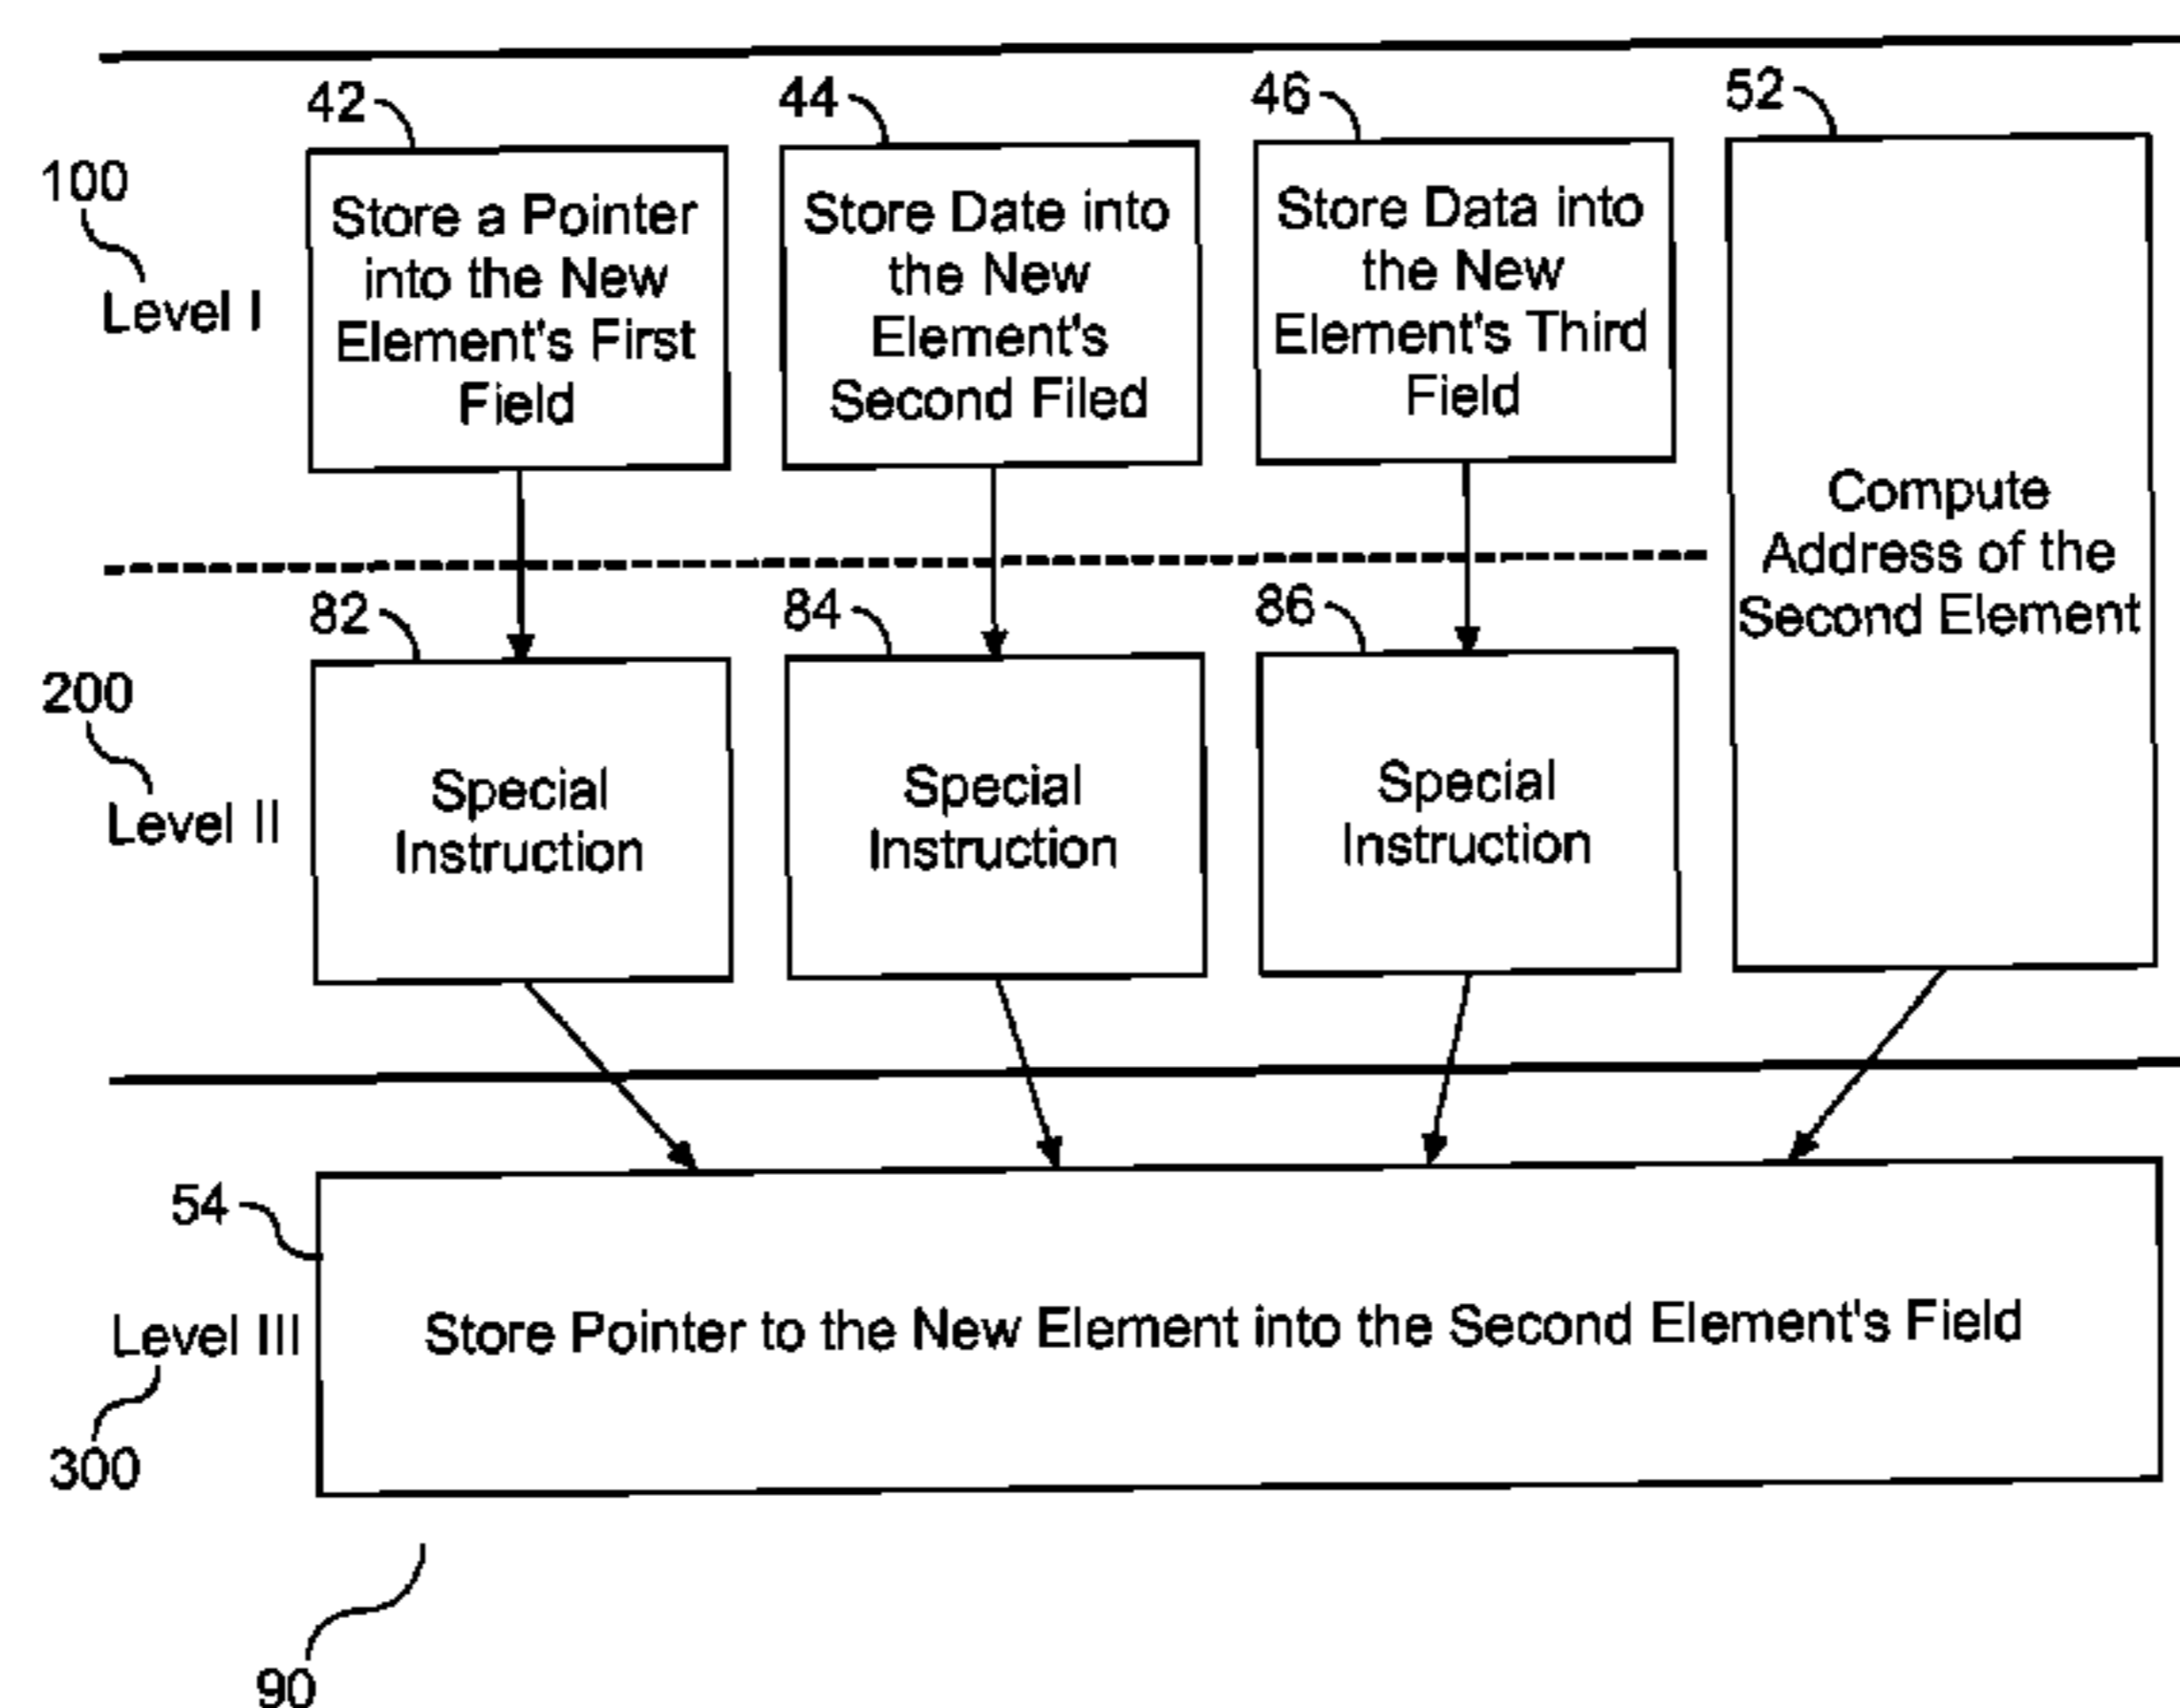 42
44
46
52
100
Level I
Store a Pointer
into the New
Element's First
Field
Store Date into
the New
Element's
Second Filed
Store Data into
the New
Element's Third
Field
Compute
Address of the
Second Element
82
84
86
200
Level II
Special
Instruction
Special
Instruction
Special
Instruction
54
Level III
300
Store Pointer to the New Element into the Second Element's Field
90